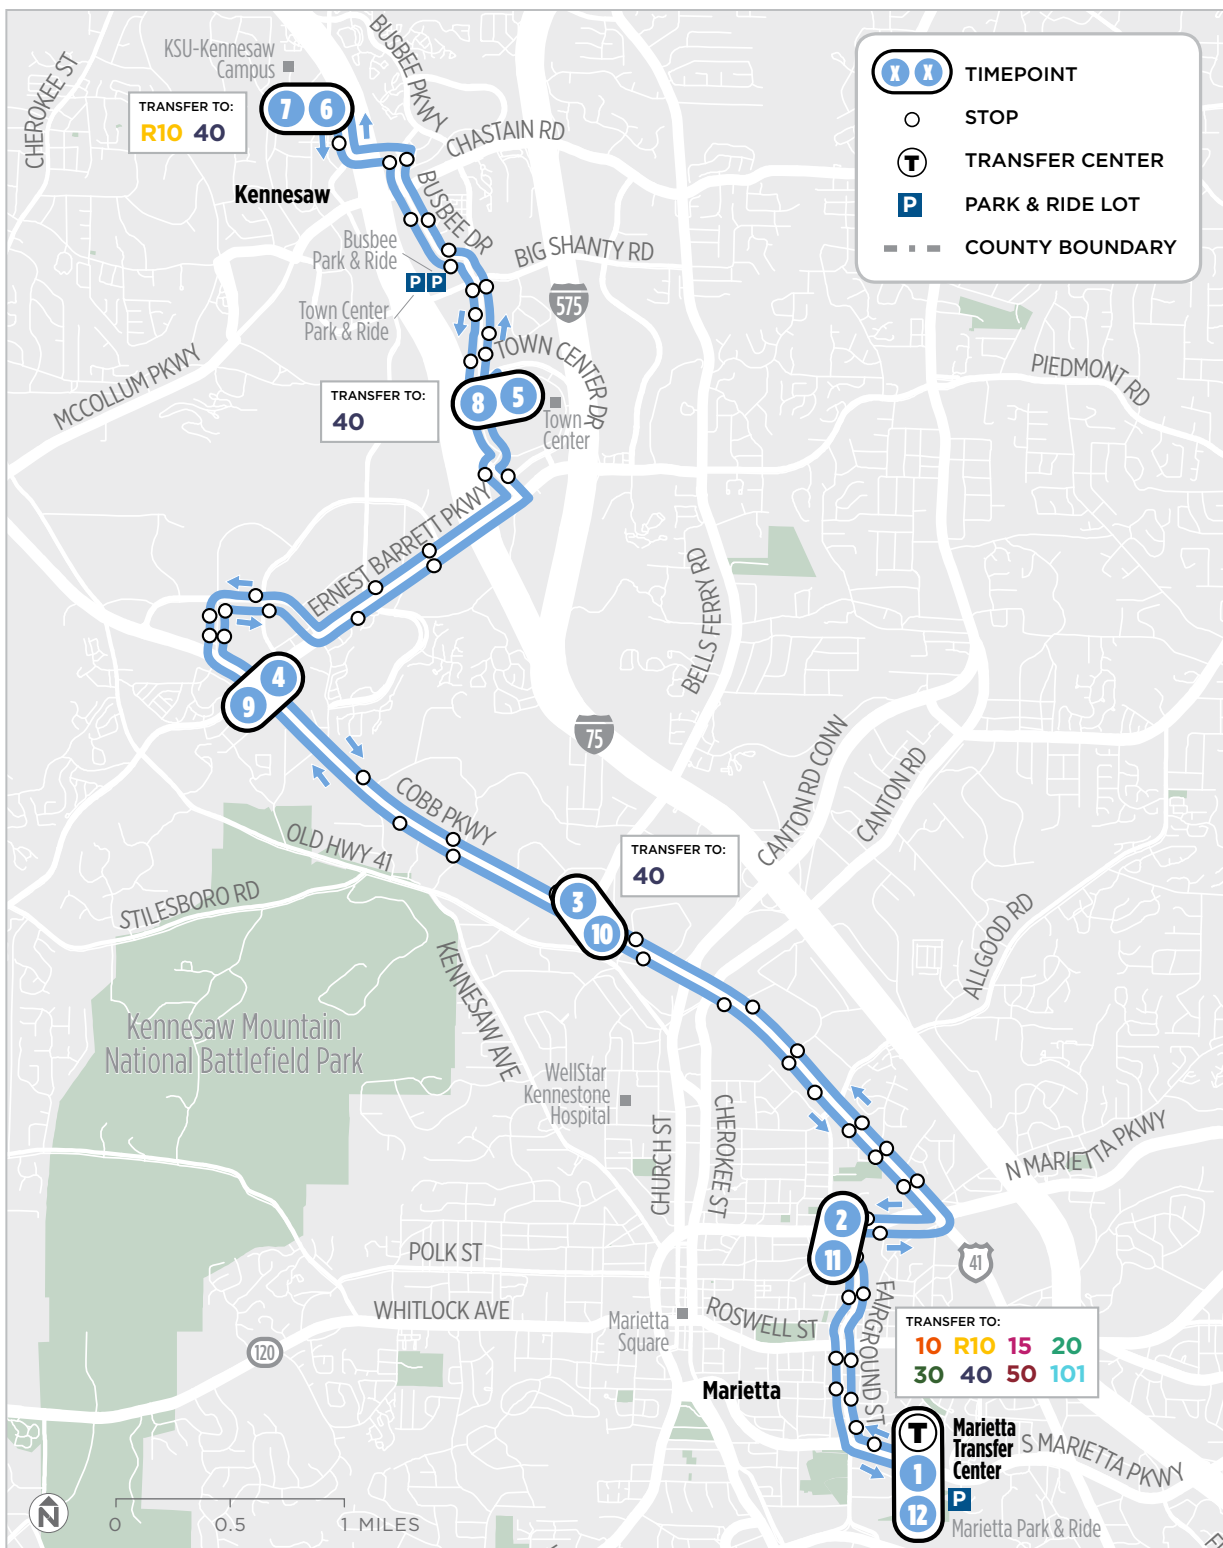 KSU-Kennesaw
Campus
CHEROKEE ST
BUSBEE PKWY
X X
TIMEPOINT
STOP
T
TRANSFER CENTER
P
PARK & RIDE LOT
COUNTY BOUNDARY
TRANSFER TO:
R10 40
7 6
CHASTAIN RD
Kennesaw
BUSBEE DR
Busbee
Park & Ride
BIG SHANTY RD
P P
Town Center
Park & Ride
575
MCCOLLUM PKWY
TOWN CENTER DR
PIEDMONT RD
TRANSFER TO:
40
8 5
Town
Center
ERNEST BARRETT PKWY
BELLS FERRY RD
4
9
75
COBB PKWY
CANTON RD CONN
CANTON RD
OLD HWY 41
TRANSFER TO:
40
STILESBORO RD
3
10
ALLGOOD RD
KENNESAW AVE
Kennesaw Mountain
National Battlefield Park
WellStar
Kennestone
Hospital
CHURCH ST
CHEROKEE ST
N MARIETTA PKWY
2
11
41
POLK ST
WHITLOCK AVE
120
Marietta
Square
ROSWELL ST
FAIRGROUND ST
TRANSFER TO:
10 R10 15 20
30 40 50 101
Marietta
T
1
12
Marietta
Transfer
Center
S MARIETTA PKWY
P
Marietta Park & Ride
N
0 0.5 1 MILES